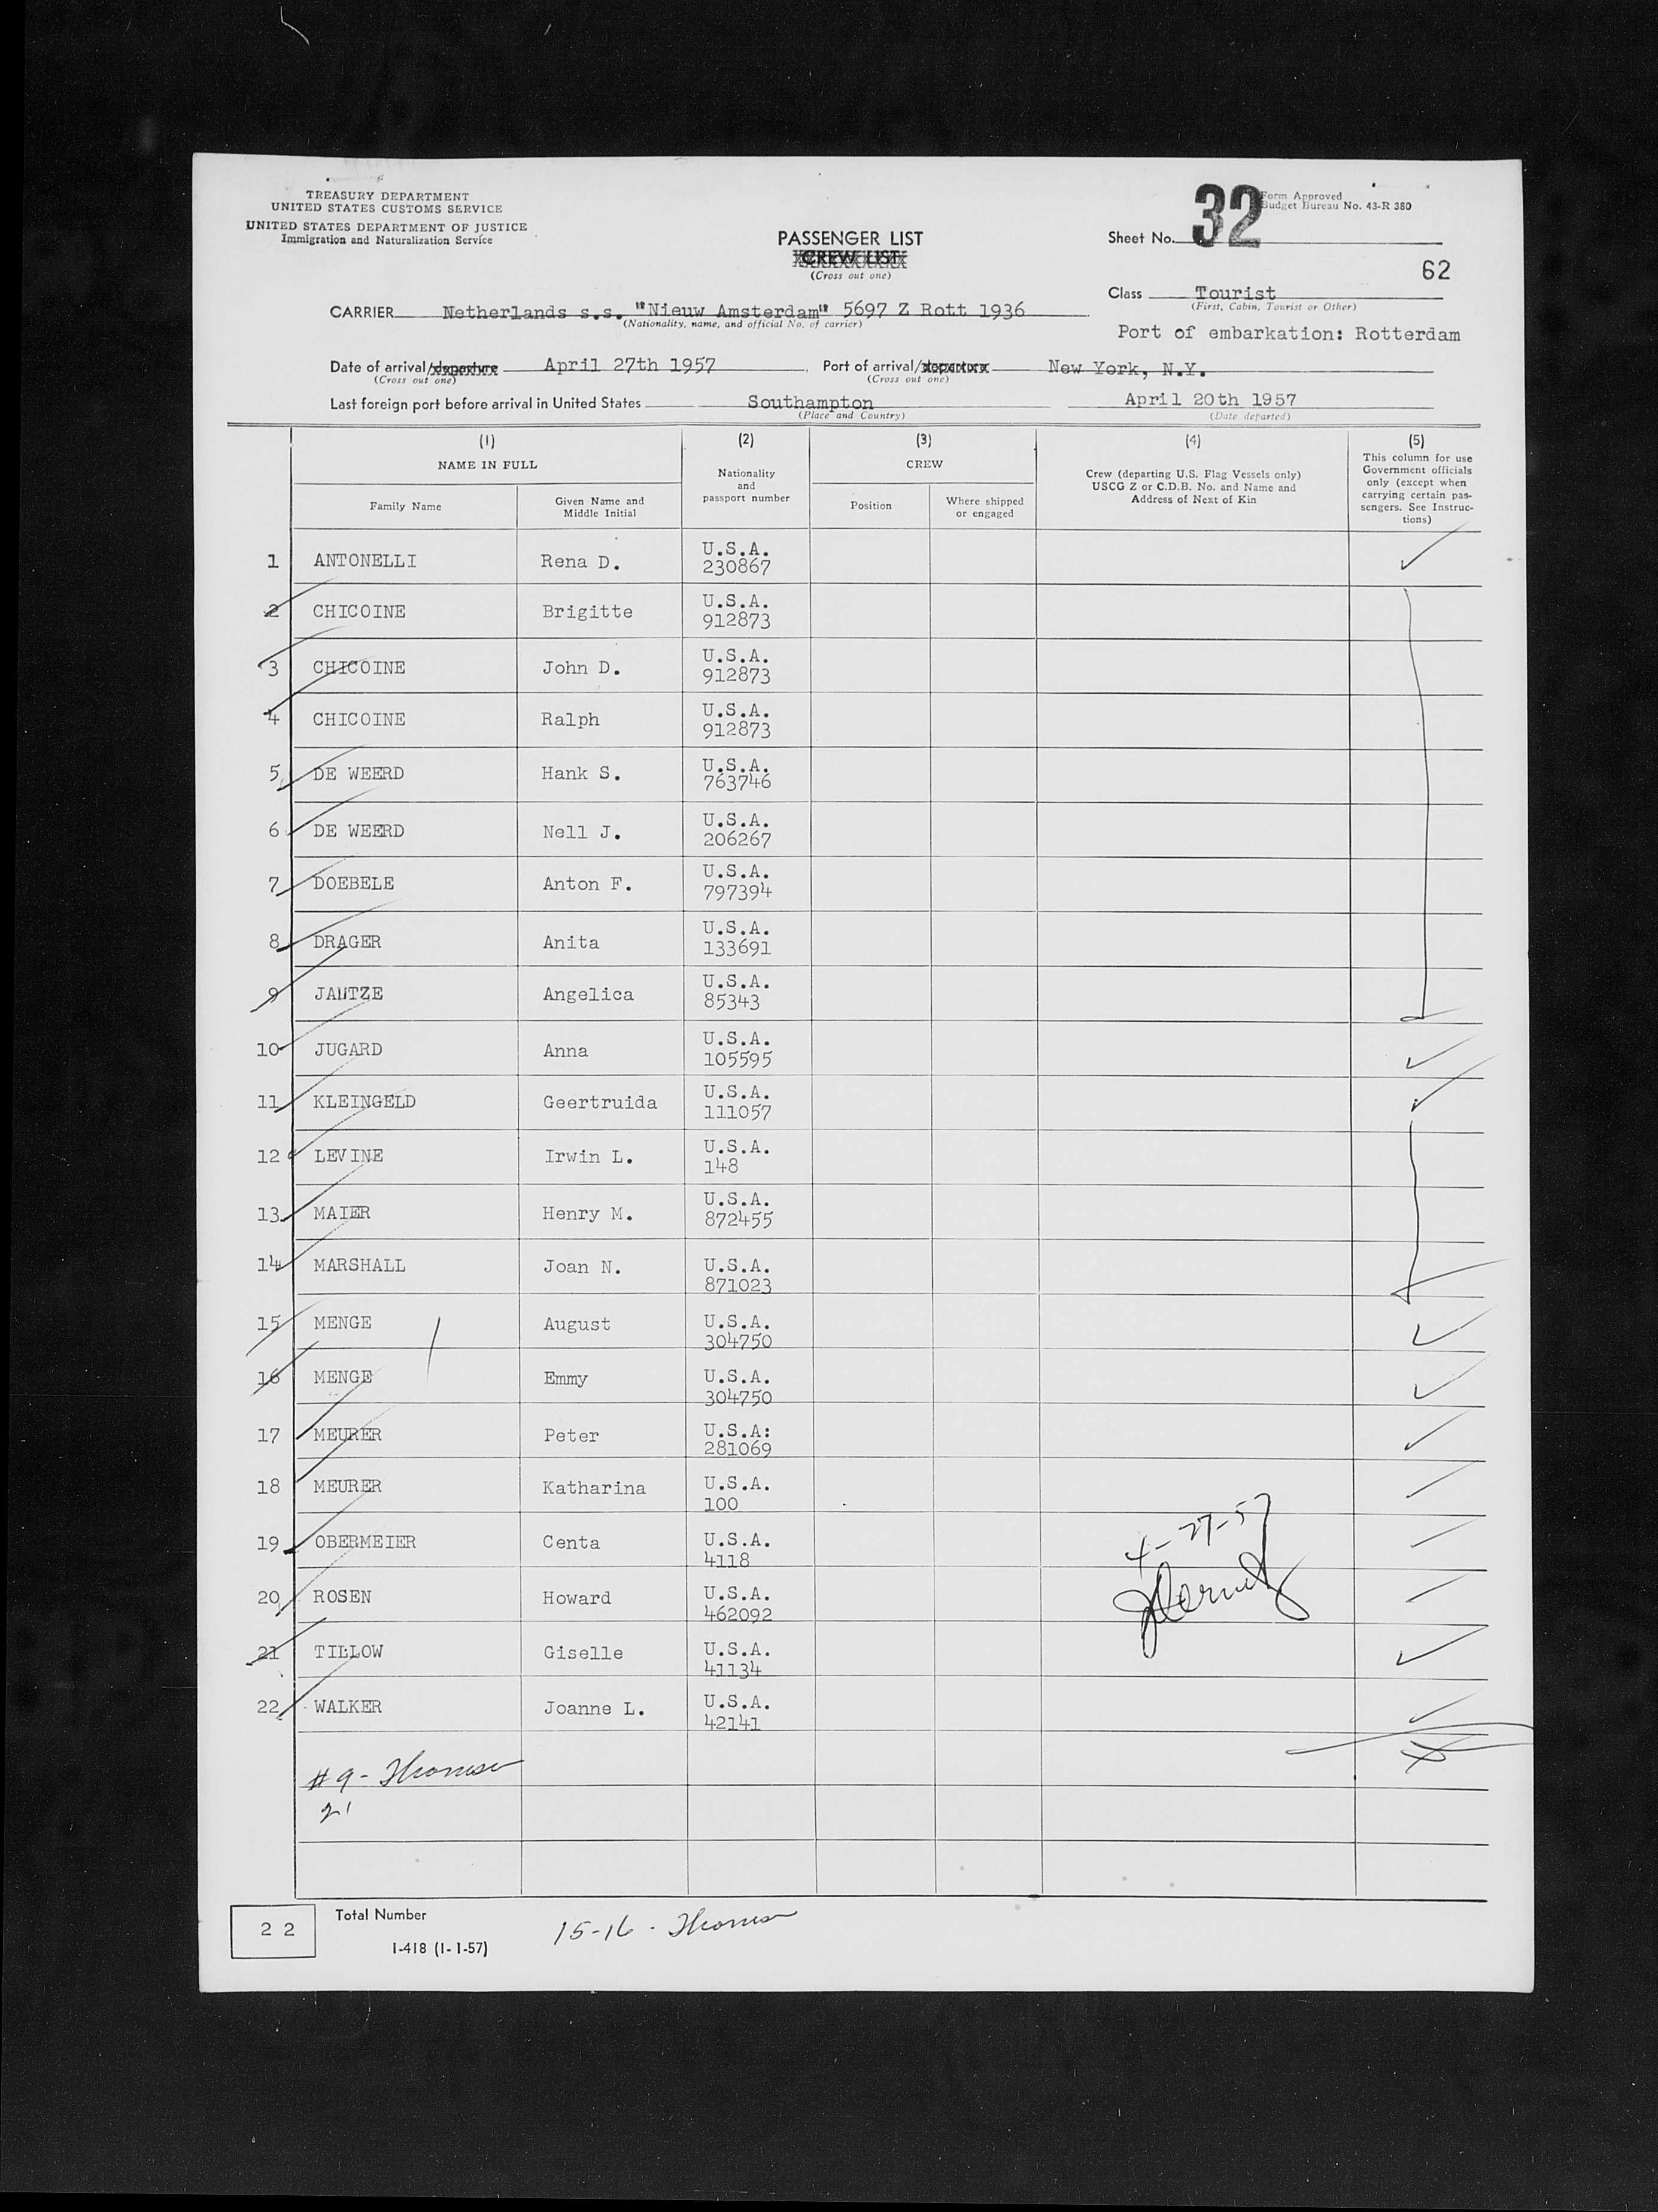 TREASURY DEPARTMENT
UNITED STATES CUSTOMS SERVICE
UNITED STATES DEPARTMENT OF JUSTICE
Immigration and Naturalization Service
PASSENGER LIST
CREW LIST
(Cross out one)
Form Approved
Budget Bureau No. 43-R 380
Sheet No. 32
62
Class Tourist
(First, Cabin, Tourist or Other)
CARRIER Netherlands s.s. "Nieuw Amsterdam" 5697 Z Rott 1936
(Nationality, name, and official No. of carrier)
Port of embarkation: Rotterdam
Date of arrival/departure April 27th 1957 Port of arrival/departure New York, N.Y.
(Cross out one) (Cross out one)
Last foreign port before arrival in United States Southampton April 20th 1957
(Place and Country) (Date departed)
(1) (2) (3) (4) (5)
NAME IN FULL
Family Name
Given Name and Middle Initial
Nationality and passport number
CREW
Position
Where shipped or engaged
Crew (departing U.S. Flag Vessels only)
USCG Z or C.D.B. No. and Name and
Address of Next of Kin
This column for use
Government officials
only (except when
carrying certain pas-
sengers. See Instruc-
tions)
1 ANTONELLI Rena D. U.S.A. 230867
2 CHICOINE Brigitte U.S.A. 912873
3 CHICOINE John D. U.S.A. 912873
4 CHICOINE Ralph U.S.A. 912873
5 DE WEERD Hank S. U.S.A. 763746
6 DE WEERD Nell J. U.S.A. 206267
7 DOEBELE Anton F. U.S.A. 797394
8 DRAGER Anita U.S.A. 133691
9 JANTZE Angelica U.S.A. 85343
10 JUGARD Anna U.S.A. 105595
11 KLEINGELD Geertruida U.S.A. 111057
12 LEVINE Irwin L. U.S.A. 148
13 MAIER Henry M. U.S.A. 872455
14 MARSHALL Joan N. U.S.A. 871023
15 MENGE August U.S.A. 304750
16 MENGE Emmy U.S.A. 304750
17 MEURER Peter U.S.A: 281069
18 MEURER Katharina U.S.A. 100
19 OBERMEIER Centa U.S.A. 4118
4-27-57
20 ROSEN Howard U.S.A. 462092
21 TILLOW Giselle U.S.A. 41134
22 WALKER Joanne L. U.S.A. 42141
#9 - Thomson
21
22 Total Number
I-418 (1-1-57)
15-16 - Thomson